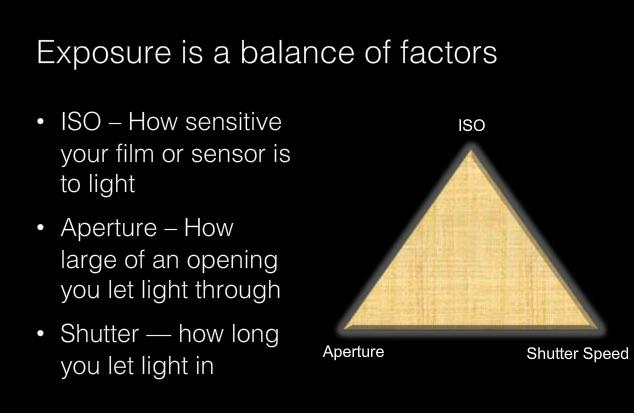 Exposure is a balance of factors
• ISO – How sensitive
your film or sensor is
to light
• Aperture – How
large of an opening
you let light through
• Shutter — how long
you let light in
ISO
Aperture
Shutter Speed